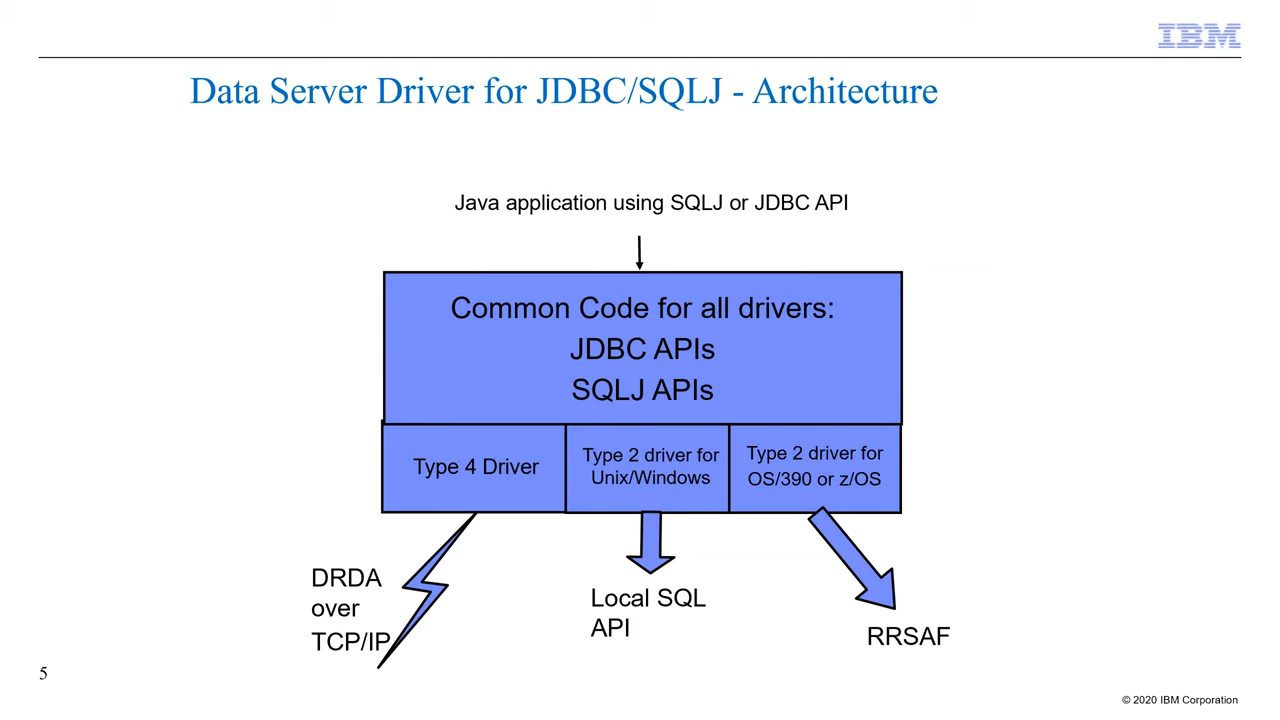 IBM
Data Server Driver for JDBC/SQLJ - Architecture
Java application using SQLJ or JDBC API
Common Code for all drivers:
JDBC APIs
SQLJ APIs
Type 4 Driver
Type 2 driver for
Unix/Windows
Type 2 driver for
OS/390 or z/OS
DRDA
over
TCP/IP
Local SQL
API
RRSAF
5
© 2020 IBM Corporation